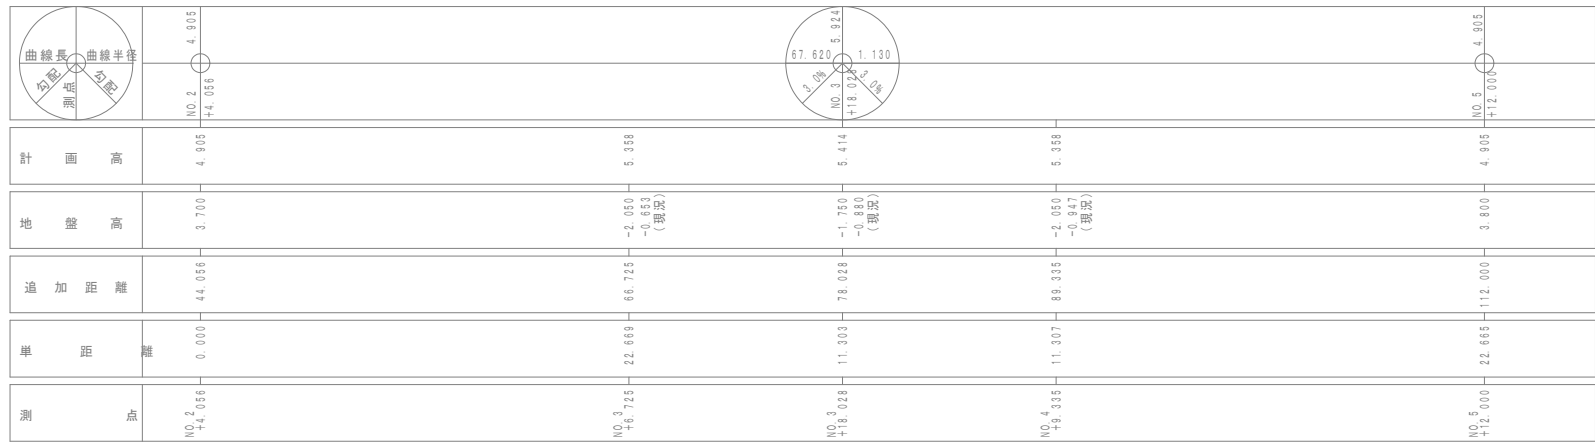 曲線長 曲線半径
勾配 測点 勾配
4.905
NO.2
+4.056
5.924
67.620 1.130
3.0% 3.0%
NO.3
+18.028
4.905
NO.5
+12.000
計画高 4.905 5.358 5.414 5.358 4.905
地盤高 3.700 -2.050 -1.750 -2.050 3.800
-0.653 -0.880 -0.947
(現況) (現況) (現況)
追加距離 44.056 66.725 78.028 89.335 112.000
単距離 0.000 22.669 11.303 11.307 22.665
測点 NO.2 NO.3 NO.3 NO.4 NO.5
+4.056 +6.725 +18.028 +9.335 +12.000